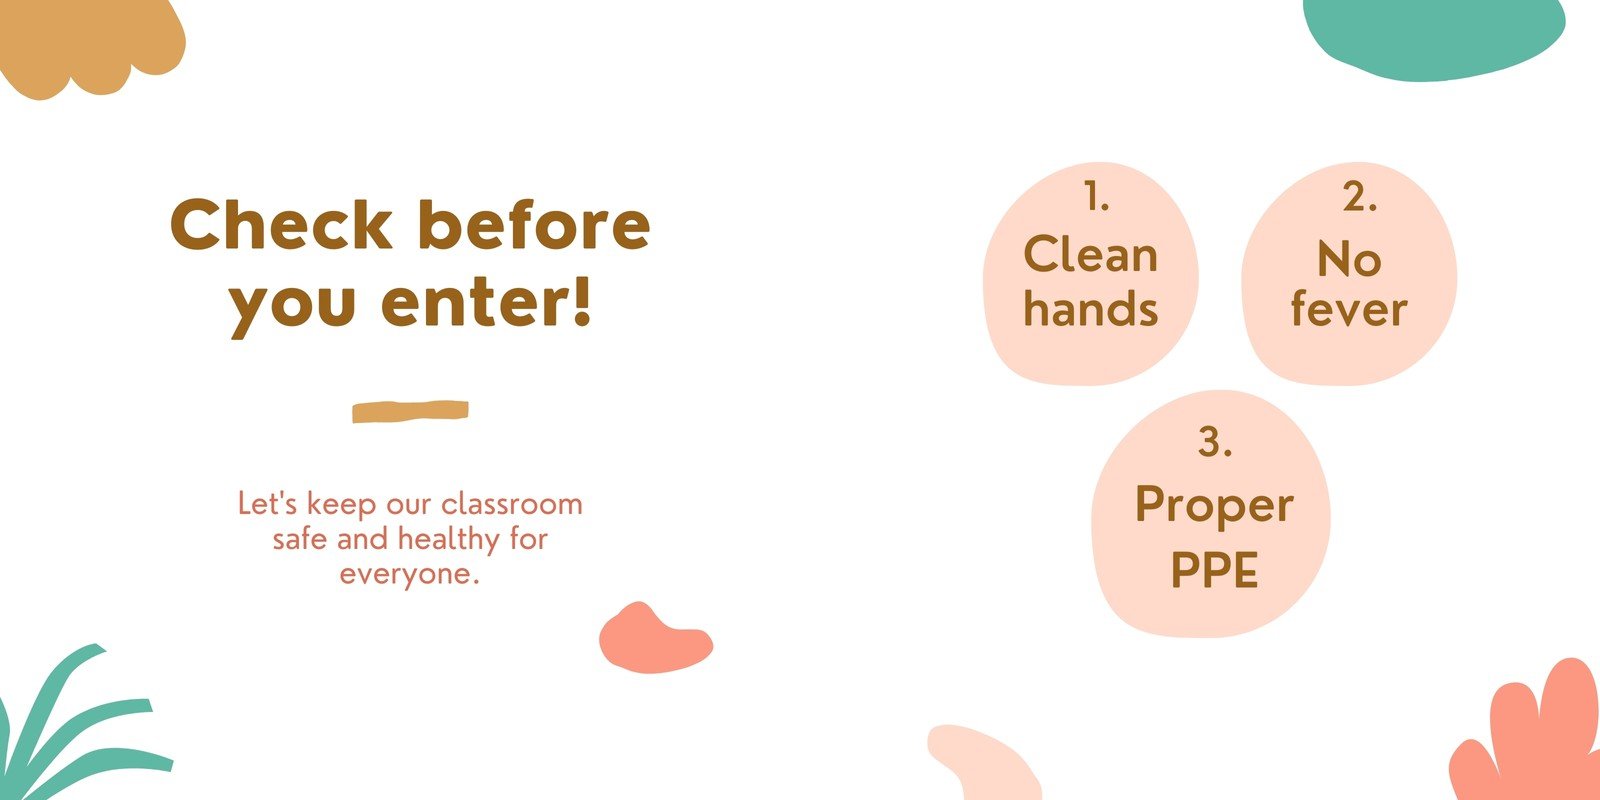 Check before
you enter!
Let's keep our classroom
safe and healthy for
everyone.
1.
Clean
hands
2.
No
fever
3.
Proper
PPE